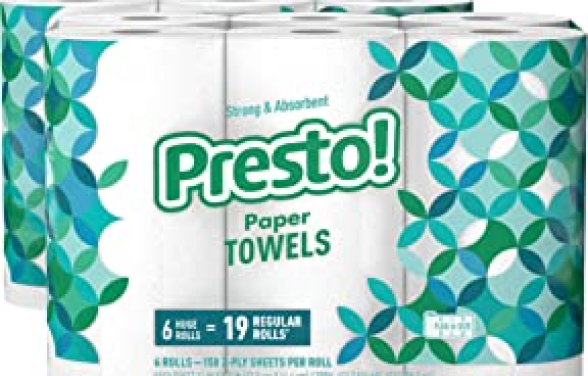 Strong & Absorbent
Presto!
Paper
TOWELS
6 HUGE ROLLS = 19 REGULAR ROLLS*
6 ROLLS – 158 2-PLY SHEETS PER ROLL